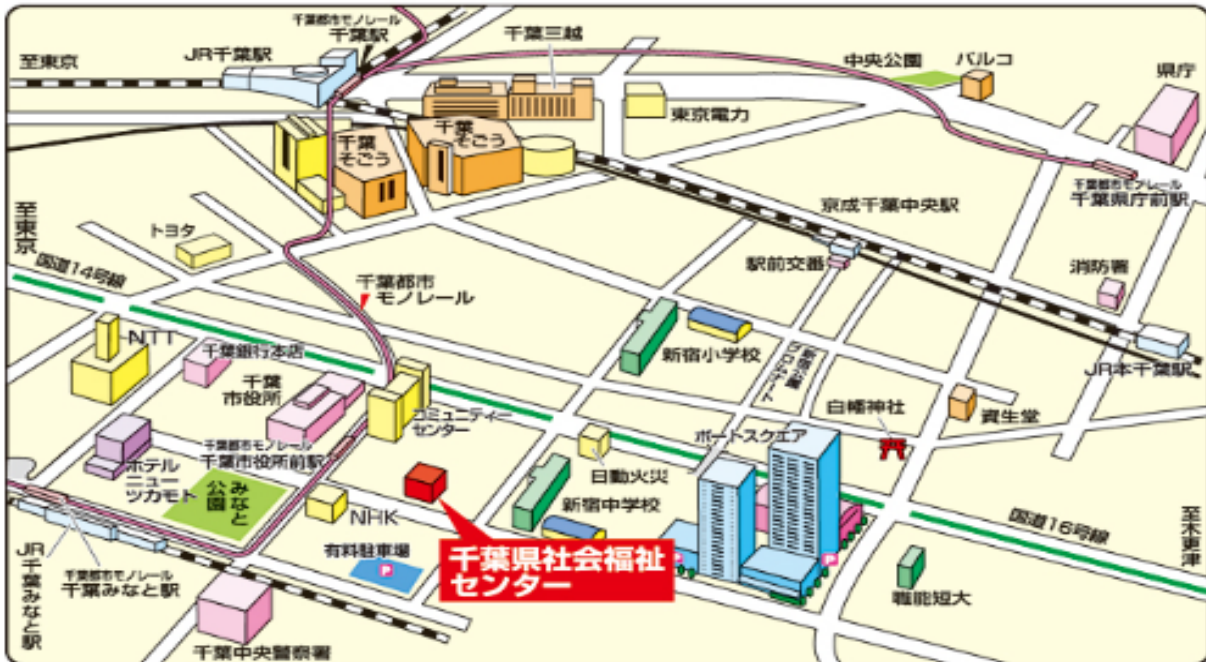 千葉都市モノレール
千葉駅
JR千葉駅
至東京
千葉三越
中央公園
パルコ
県庁
東京電力
千葉
そごう
千葉
そごう
千葉都市モノレール
千葉県庁前駅
京成千葉中央駅
至東京
トヨタ
駅前交番
消防署
国道14号線
千葉都市
モノレール
NTT
千葉銀行本店
新宿小学校
JR本千葉駅
千葉
市役所
コミュニティー
センター
白幡神社
資生堂
ポートスクエア
千葉都市モノレール
千葉市役所前駅
ホテル
ニュー
ツカモト
みなと
公園
日動火災
新宿中学校
NHK
国道16号線
至木更津
有料駐車場
P
千葉県社会福祉
センター
P
P
職能短大
JR千葉みなと駅
千葉都市モノレール
千葉みなと駅
千葉中央警察署